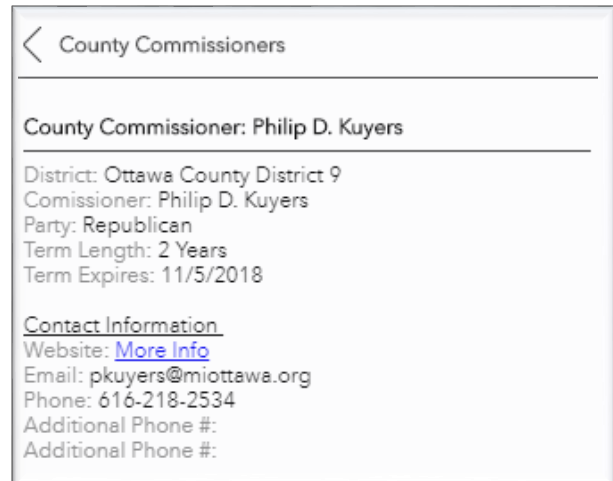 County Commissioners
County Commissioner: Philip D. Kuyers
District: Ottawa County District 9
Comissioner: Philip D. Kuyers
Party: Republican
Term Length: 2 Years
Term Expires: 11/5/2018
Contact Information
Website: More Info
Email: pkuyers@miottawa.org
Phone: 616-218-2534
Additional Phone #:
Additional Phone #: